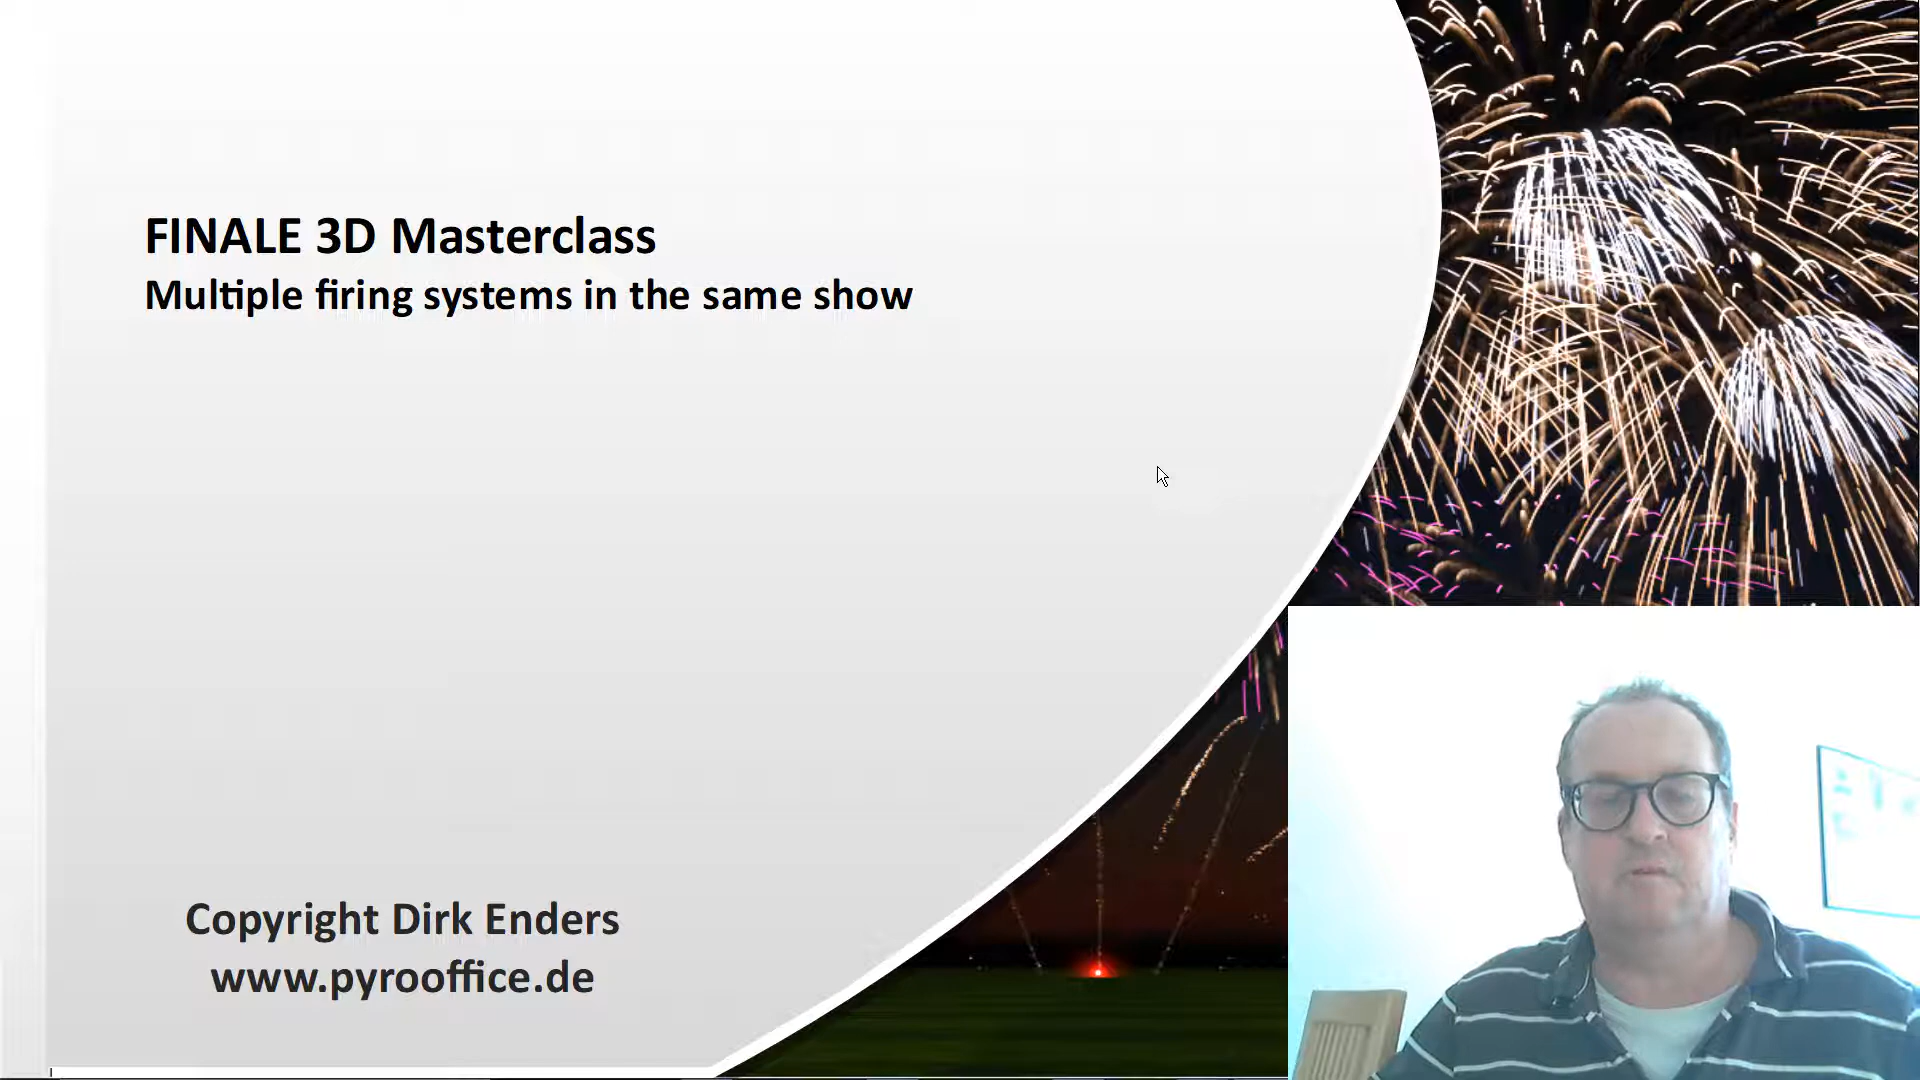 FINALE 3D Masterclass
Multiple firing systems in the same show
Copyright Dirk Enders
www.pyrooffice.de